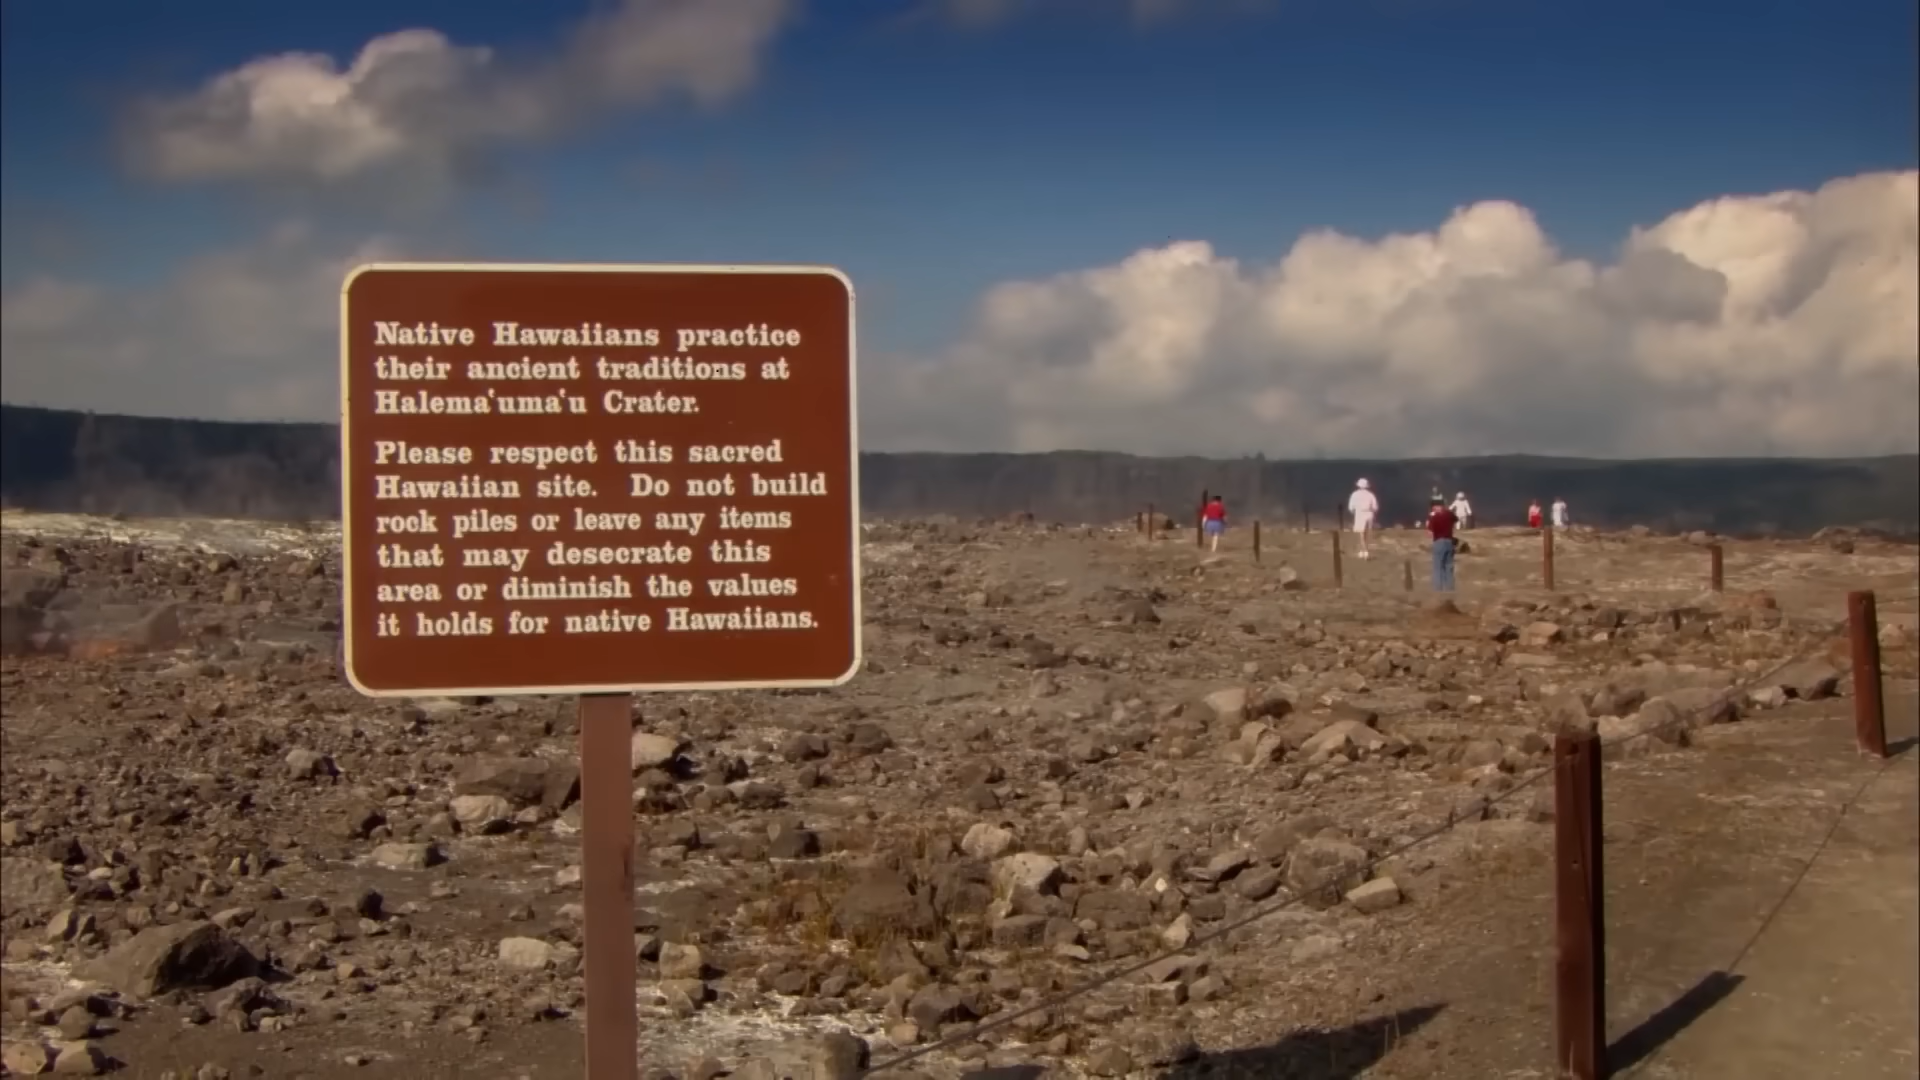 Native Hawaiians practice
their ancient traditions at
Halema'uma'u Crater.
Please respect this sacred
Hawaiian site. Do not build
rock piles or leave any items
that may desecrate this
area or diminish the values
it holds for native Hawaiians.